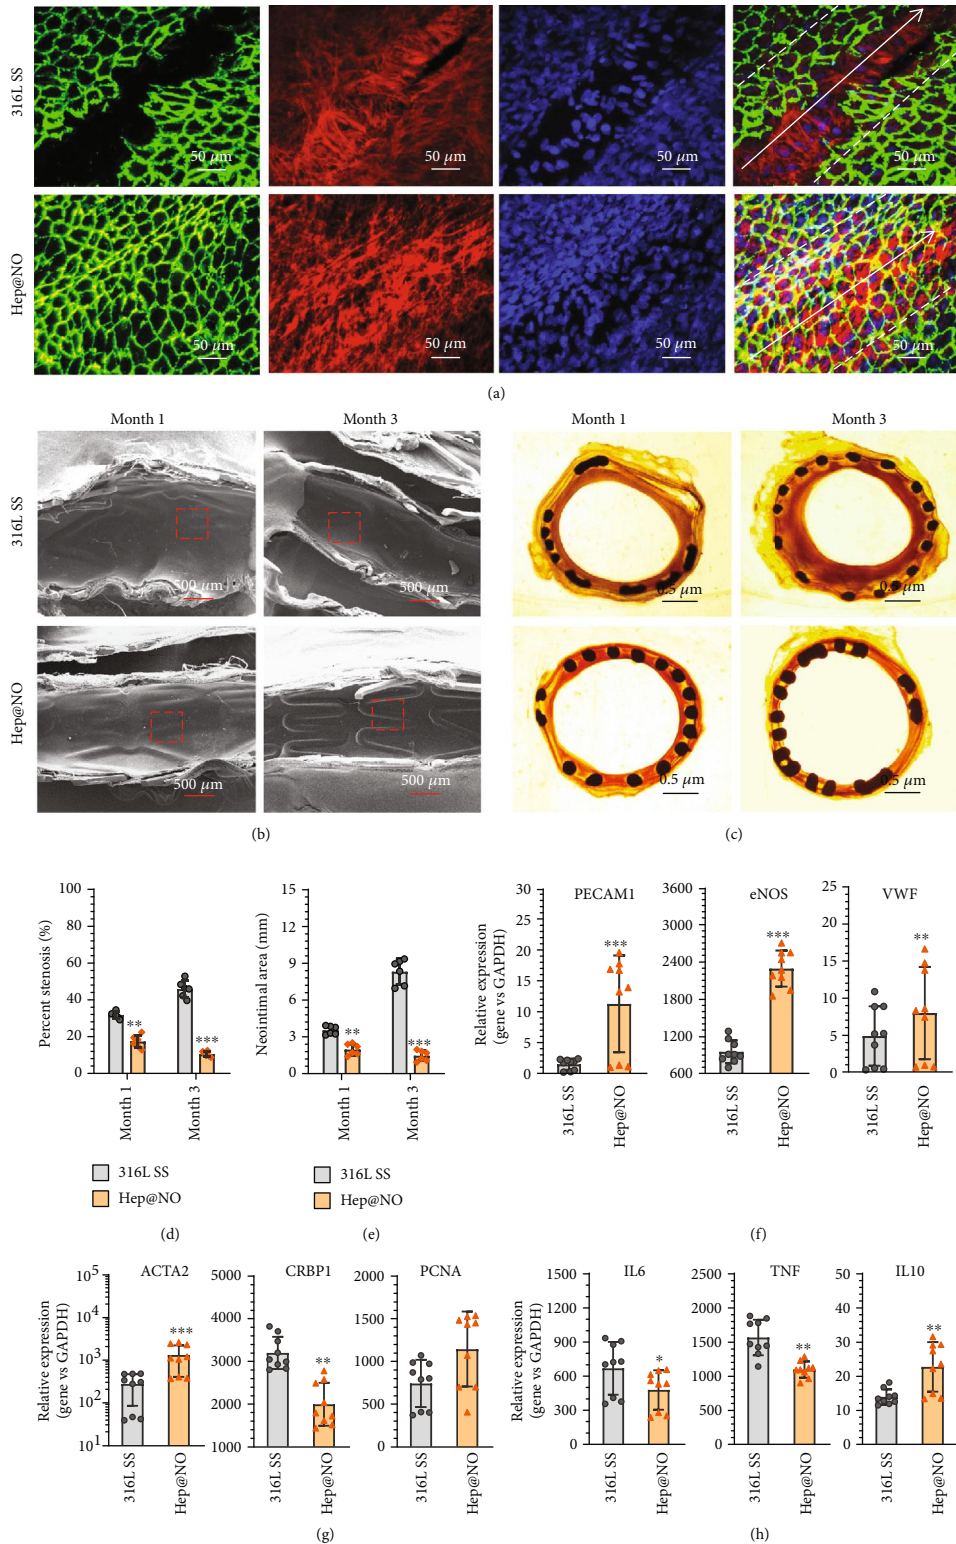 316L SS
50 µm
50 µm
50 µm
50 µm
Hep@NO
50 µm
50 µm
50 µm
50 µm
(a)
Month 1
Month 3
Month 1
Month 3
316L SS
500 µm
500 µm
0.5 µm
0.5 µm
Hep@NO
500 µm
500 µm
0.5 µm
0.5 µm
(b)
(c)
Percent stenosis (%)
100
80
60
40
20
0
**
***
Month 1
Month 3
316L SS
Hep@NO
(d)
Neointimal area (mm)
15
12
9
6
3
0
**
***
Month 1
Month 3
316L SS
Hep@NO
(e)
Relative expression
(gene vs GAPDH)
PECAM1
30
25
20
15
10
5
0
***
316L SS
Hep@NO
eNOS
3600
3000
2400
1800
1200
600
***
316L SS
Hep@NO
VWF
25
20
15
10
5
0
**
316L SS
Hep@NO
(f)
Relative expression
(gene vs GAPDH)
ACTA2
10⁵
10⁴
10³
10²
10¹
***
316L SS
Hep@NO
CRBP1
5000
4000
3000
2000
1000
**
316L SS
Hep@NO
PCNA
2000
1500
1000
500
0
316L SS
Hep@NO
(g)
Relative expression
(gene vs GAPDH)
IL6
1500
1200
900
600
300
0
*
316L SS
Hep@NO
TNF
2500
2000
1500
1000
500
0
**
316L SS
Hep@NO
IL10
50
40
30
20
10
0
**
316L SS
Hep@NO
(h)